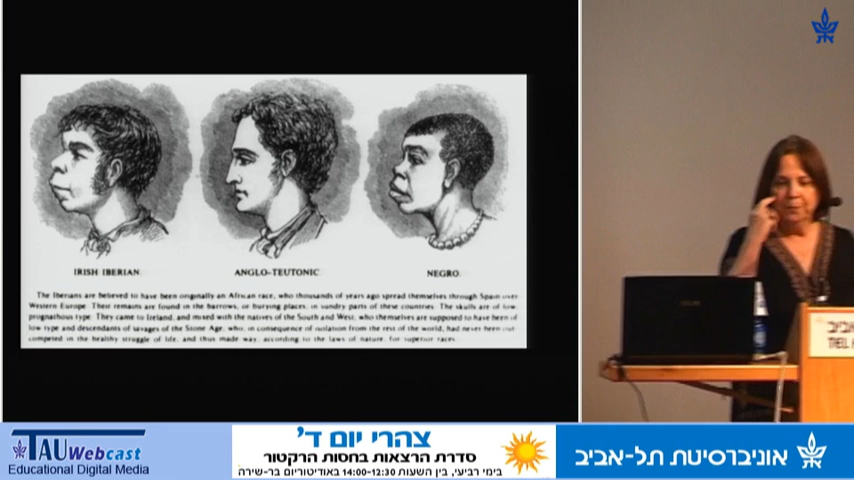 IRISH IBERIAN
ANGLO-TEUTONIC
NEGRO
The Iberians are believed to have been originally an African race, who thousands of years ago spread themselves through Spain over
Western Europe. Their remains are found in the barrows, or burying places, in sundry parts of these countries. The skulls are of low,
prognathous type. They came to Ireland, and mixed with the natives of the South and West, who themselves are supposed to have been of
low type and descendants of savages of the Stone Age, who, in consequence of isolation from the rest of the world, had never been out-
competed in the healthy struggle of life, and thus made way, according to the laws of nature, for superior races.
TAU Webcast
Educational Digital Media
צהרי יום ד'
סדרת הרצאות בחסות הרקטור
בימי רביעי, בין השעות 14:00-12:30 באודיטוריום בר-שירה
אוניברסיטת תל-אביב